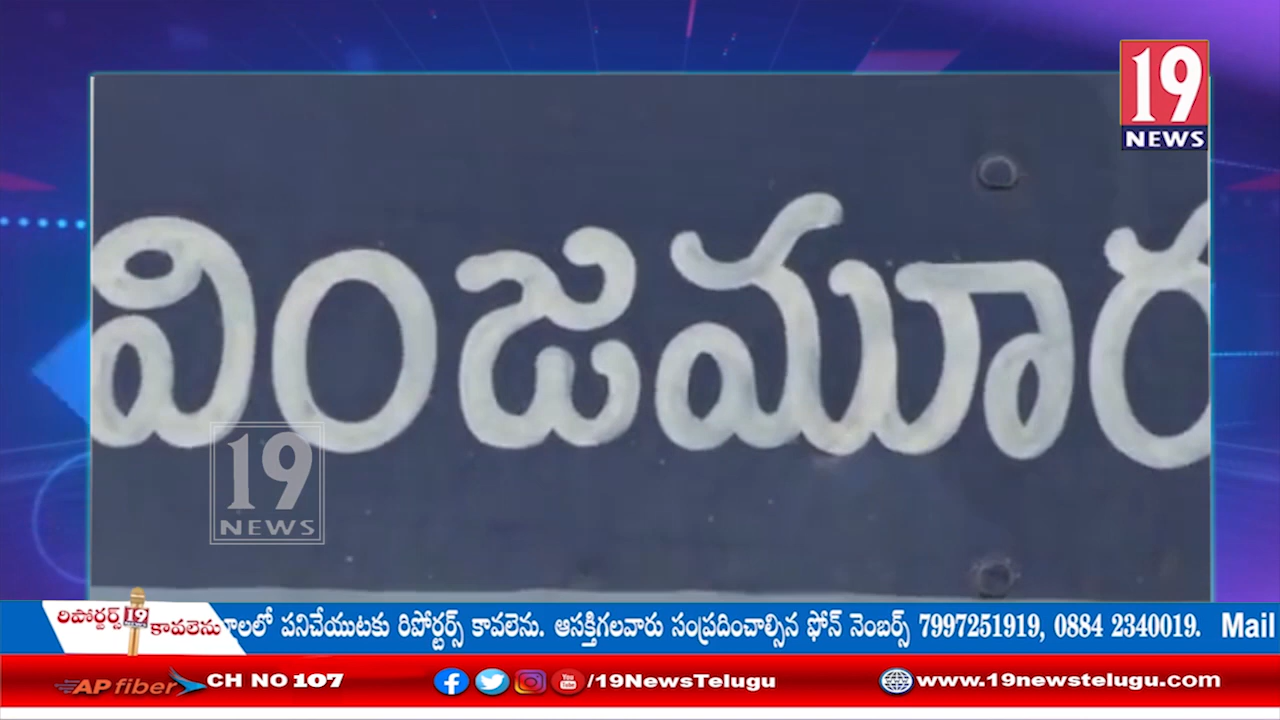 19
NEWS
వింజమూర
19
NEWS
రిపోర్టర్స్ 19
కావలెను
ాలలో పనిచేయుటకు రిపోర్టర్స్ కావలెను. ఆసక్తిగలవారు సంప్రదించాల్సిన ఫోన్ నెంబర్స్ 7997251919, 0884 2340019. Mail
AP fiber CH NO 107
/19NewsTelugu
www.19newstelugu.com